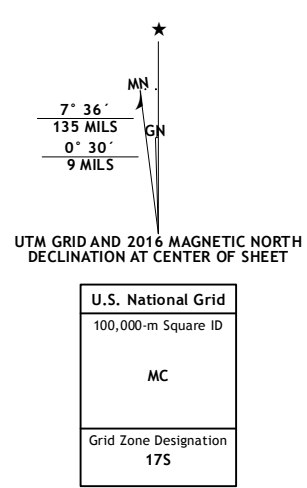 ★
MN
7° 36´
135 MILS
GN
0° 30´
9 MILS
UTM GRID AND 2016 MAGNETIC NORTH
DECLINATION AT CENTER OF SHEET
U.S. National Grid
100,000-m Square ID
MC
Grid Zone Designation
17S